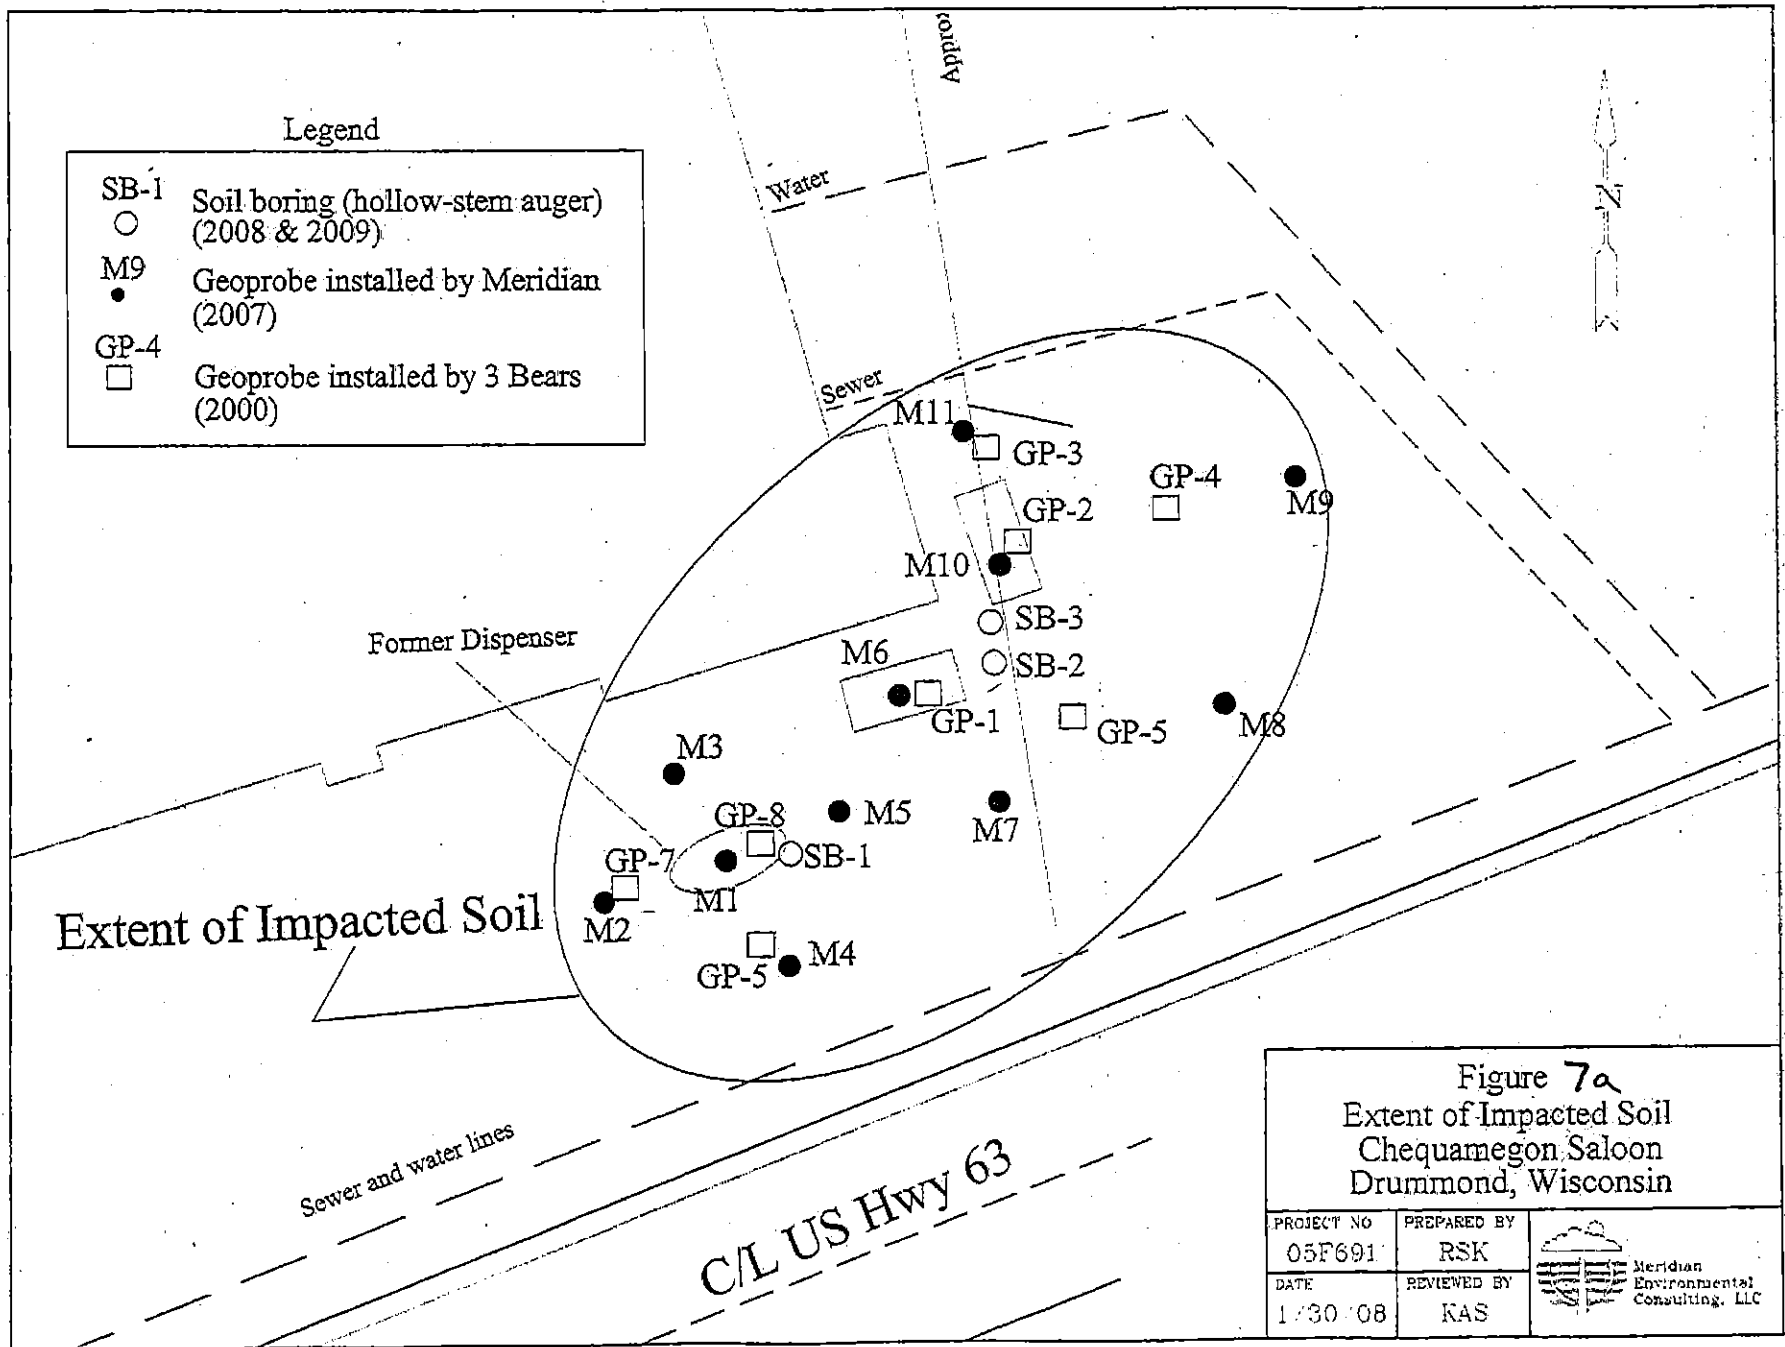 Legend
SB-1
Soil boring (hollow-stem auger)
(2008 & 2009)
M9
Geoprobe installed by Meridian
(2007)
GP-4
Geoprobe installed by 3 Bears
(2000)
Water
Sewer
N
M11
GP-3
GP-4
M9
GP-2
M10
SB-3
SB-2
M6
GP-1
GP-5
M8
Former Dispenser
M3
M5
M7
GP-8
SB-1
GP-7
M1
M2
GP-5
M4
Extent of Impacted Soil
Sewer and water lines
C/L US Hwy 63
Figure 7a
Extent of Impacted Soil
Chequamegon Saloon
Drummond, Wisconsin
PROJECT NO
05F691
PREPARED BY
RSK
DATE
1/30/08
REVIEWED BY
KAS
Meridian
Environmental
Consulting, LLC